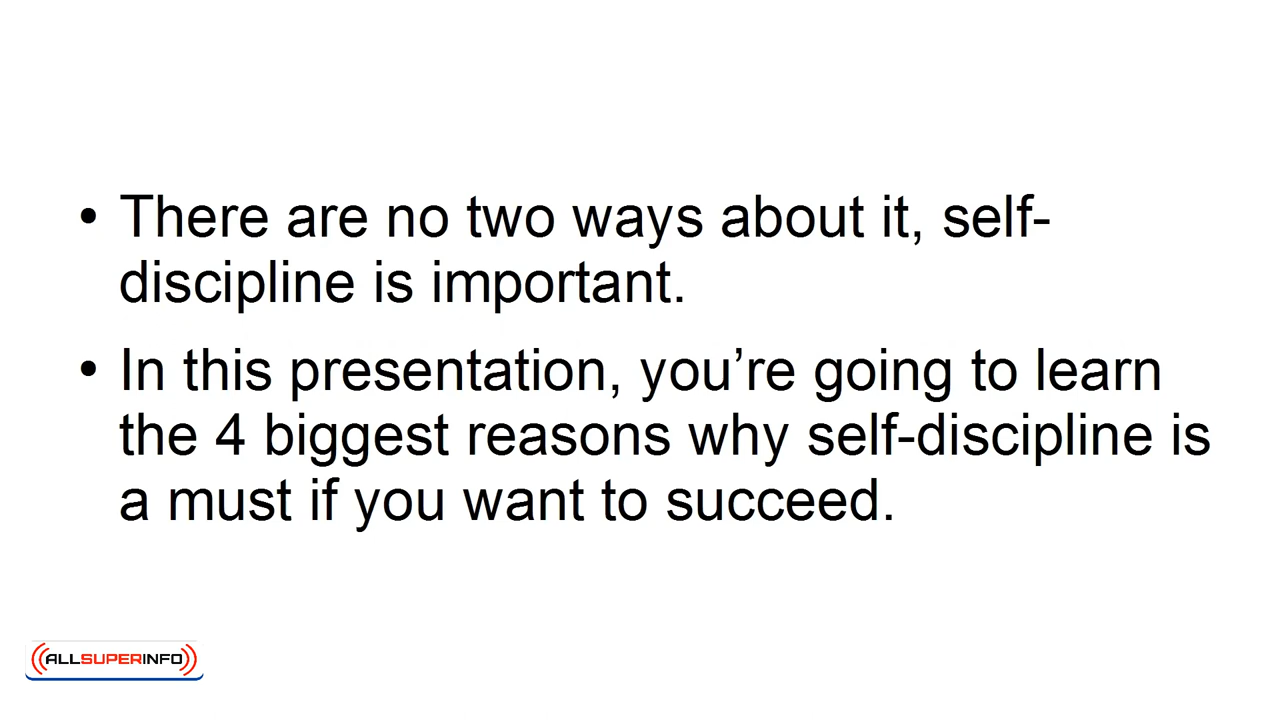 • There are no two ways about it, self-
discipline is important.
• In this presentation, you’re going to learn
the 4 biggest reasons why self-discipline is
a must if you want to succeed.
ALLSUPERINFO